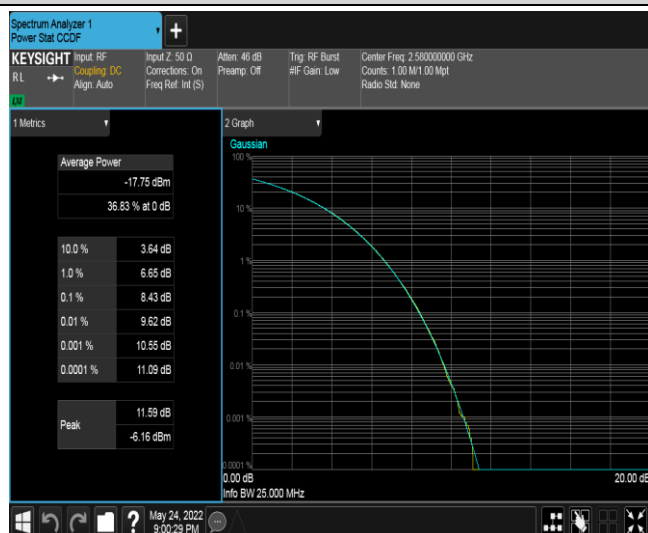 Spectrum Analyzer 1
Power Stat CCDF
+
KEYSIGHT
RL
LXI
Input: RF
Coupling: DC
Align: Auto
Input Z: 50 Ω
Corrections: On
Freq Ref: Int (S)
Atten: 46 dB
Preamp: Off
Trig: RF Burst
#IF Gain: Low
Center Freq: 2.580000000 GHz
Counts: 1.00 M/1.00 Mpt
Radio Std: None
1 Metrics
Average Power
-17.75 dBm
36.83 % at 0 dB
10.0 % 3.64 dB
1.0 % 6.65 dB
0.1 % 8.43 dB
0.01 % 9.62 dB
0.001 % 10.55 dB
0.0001 % 11.09 dB
Peak
11.59 dB
-6.16 dBm
2 Graph
Gaussian
100 %
10 %
1 %
0.1 %
0.01 %
0.001 %
0.0001 %
0.00 dB 20.00 dB
Info BW 25.000 MHz
?
May 24, 2022
9:00:29 PM